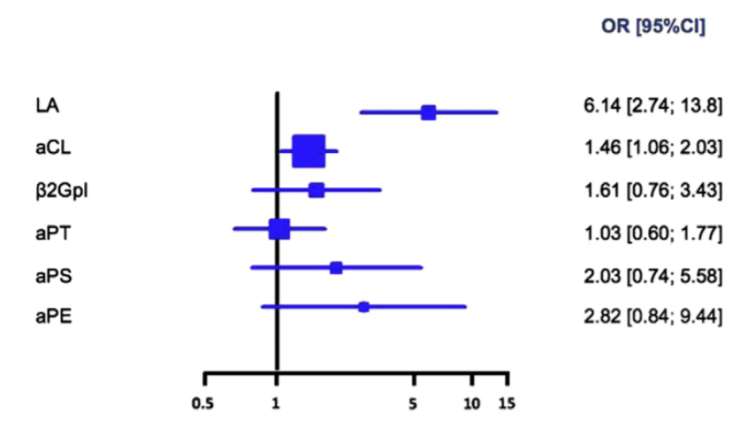 OR [95%CI]
LA 6.14 [2.74; 13.8]
aCL 1.46 [1.06; 2.03]
β2GpI 1.61 [0.76; 3.43]
aPT 1.03 [0.60; 1.77]
aPS 2.03 [0.74; 5.58]
aPE 2.82 [0.84; 9.44]
0.5 1 5 10 15